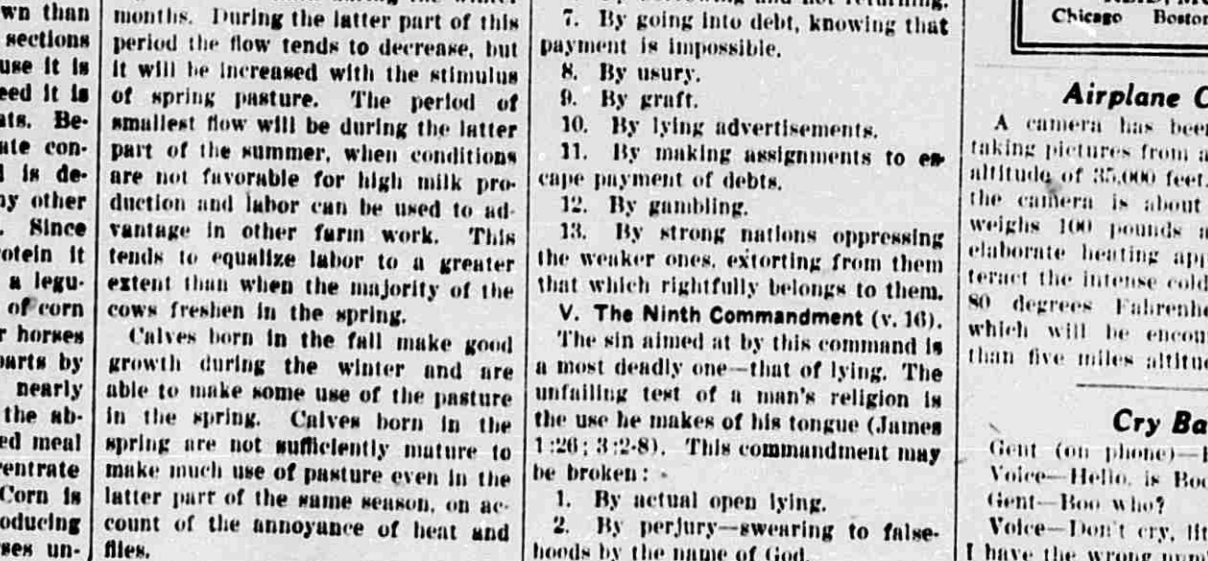 wn than
sections
use it is
eed it is
ats. Be-
ate con-
is de-
ny other
. Since
otein it
a legu-
of corn
r horses
parts by
nearly
the ab-
ed meal
centrate
Corn is
oducing
ses un-
months. During the latter part of this
period the flow tends to decrease, but
it will be increased with the stimulus
of spring pasture. The period of
smallest flow will be during the latter
part of the summer, when conditions
are not favorable for high milk pro-
duction and labor can be used to ad-
vantage in other farm work. This
tends to equalize labor to a greater
extent than when the majority of the
cows freshen in the spring.
Calves born in the fall make good
growth during the winter and are
able to make some use of the pasture
in the spring. Calves born in the
spring are not sufficiently mature to
make much use of pasture even in the
latter part of the same season, on ac-
count of the annoyance of heat and
flies.
7. By going into debt, knowing that
payment is impossible.
8. By usury.
9. By graft.
10. By lying advertisements.
11. By making assignments to es-
cape payment of debts.
12. By gambling.
13. By strong nations oppressing
the weaker ones, extorting from them
that which rightfully belongs to them.
V. The Ninth Commandment (v. 16).
The sin aimed at by this command is
a most deadly one—that of lying. The
unfailing test of a man's religion is
the use he makes of his tongue (James
1:26; 3:2-8). This commandment may
be broken:
1. By actual open lying.
2. By perjury—swearing to false-
hoods by the name of God.
Chicago Boston
Airplane C
A camera has been
taking pictures from a
altitude of 35,000 feet.
the camera is about
weighs 100 pounds a
elaborate heating app
teract the intense cold
80 degrees Fahrenhe
which will be encoun
than five miles altitud
Cry Ba
Gent (on phone)—
Voice—Hello, is Boo
Gent—Boo who?
Voice—Don't cry, lit
I have the wrong num